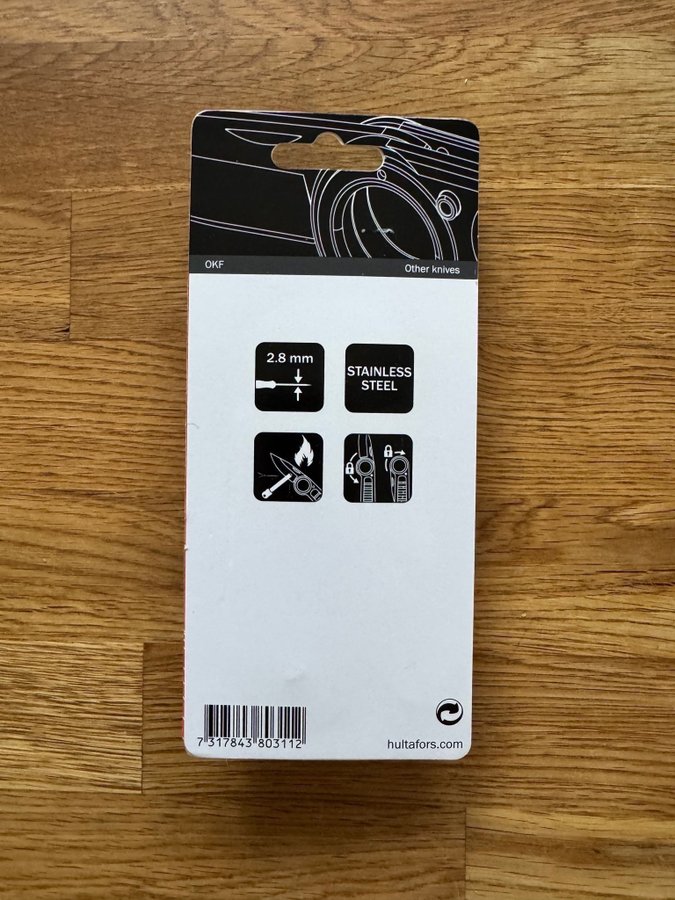 OKF
Other knives
2.8 mm
STAINLESS
STEEL
7 317843 803112
hultafors.com